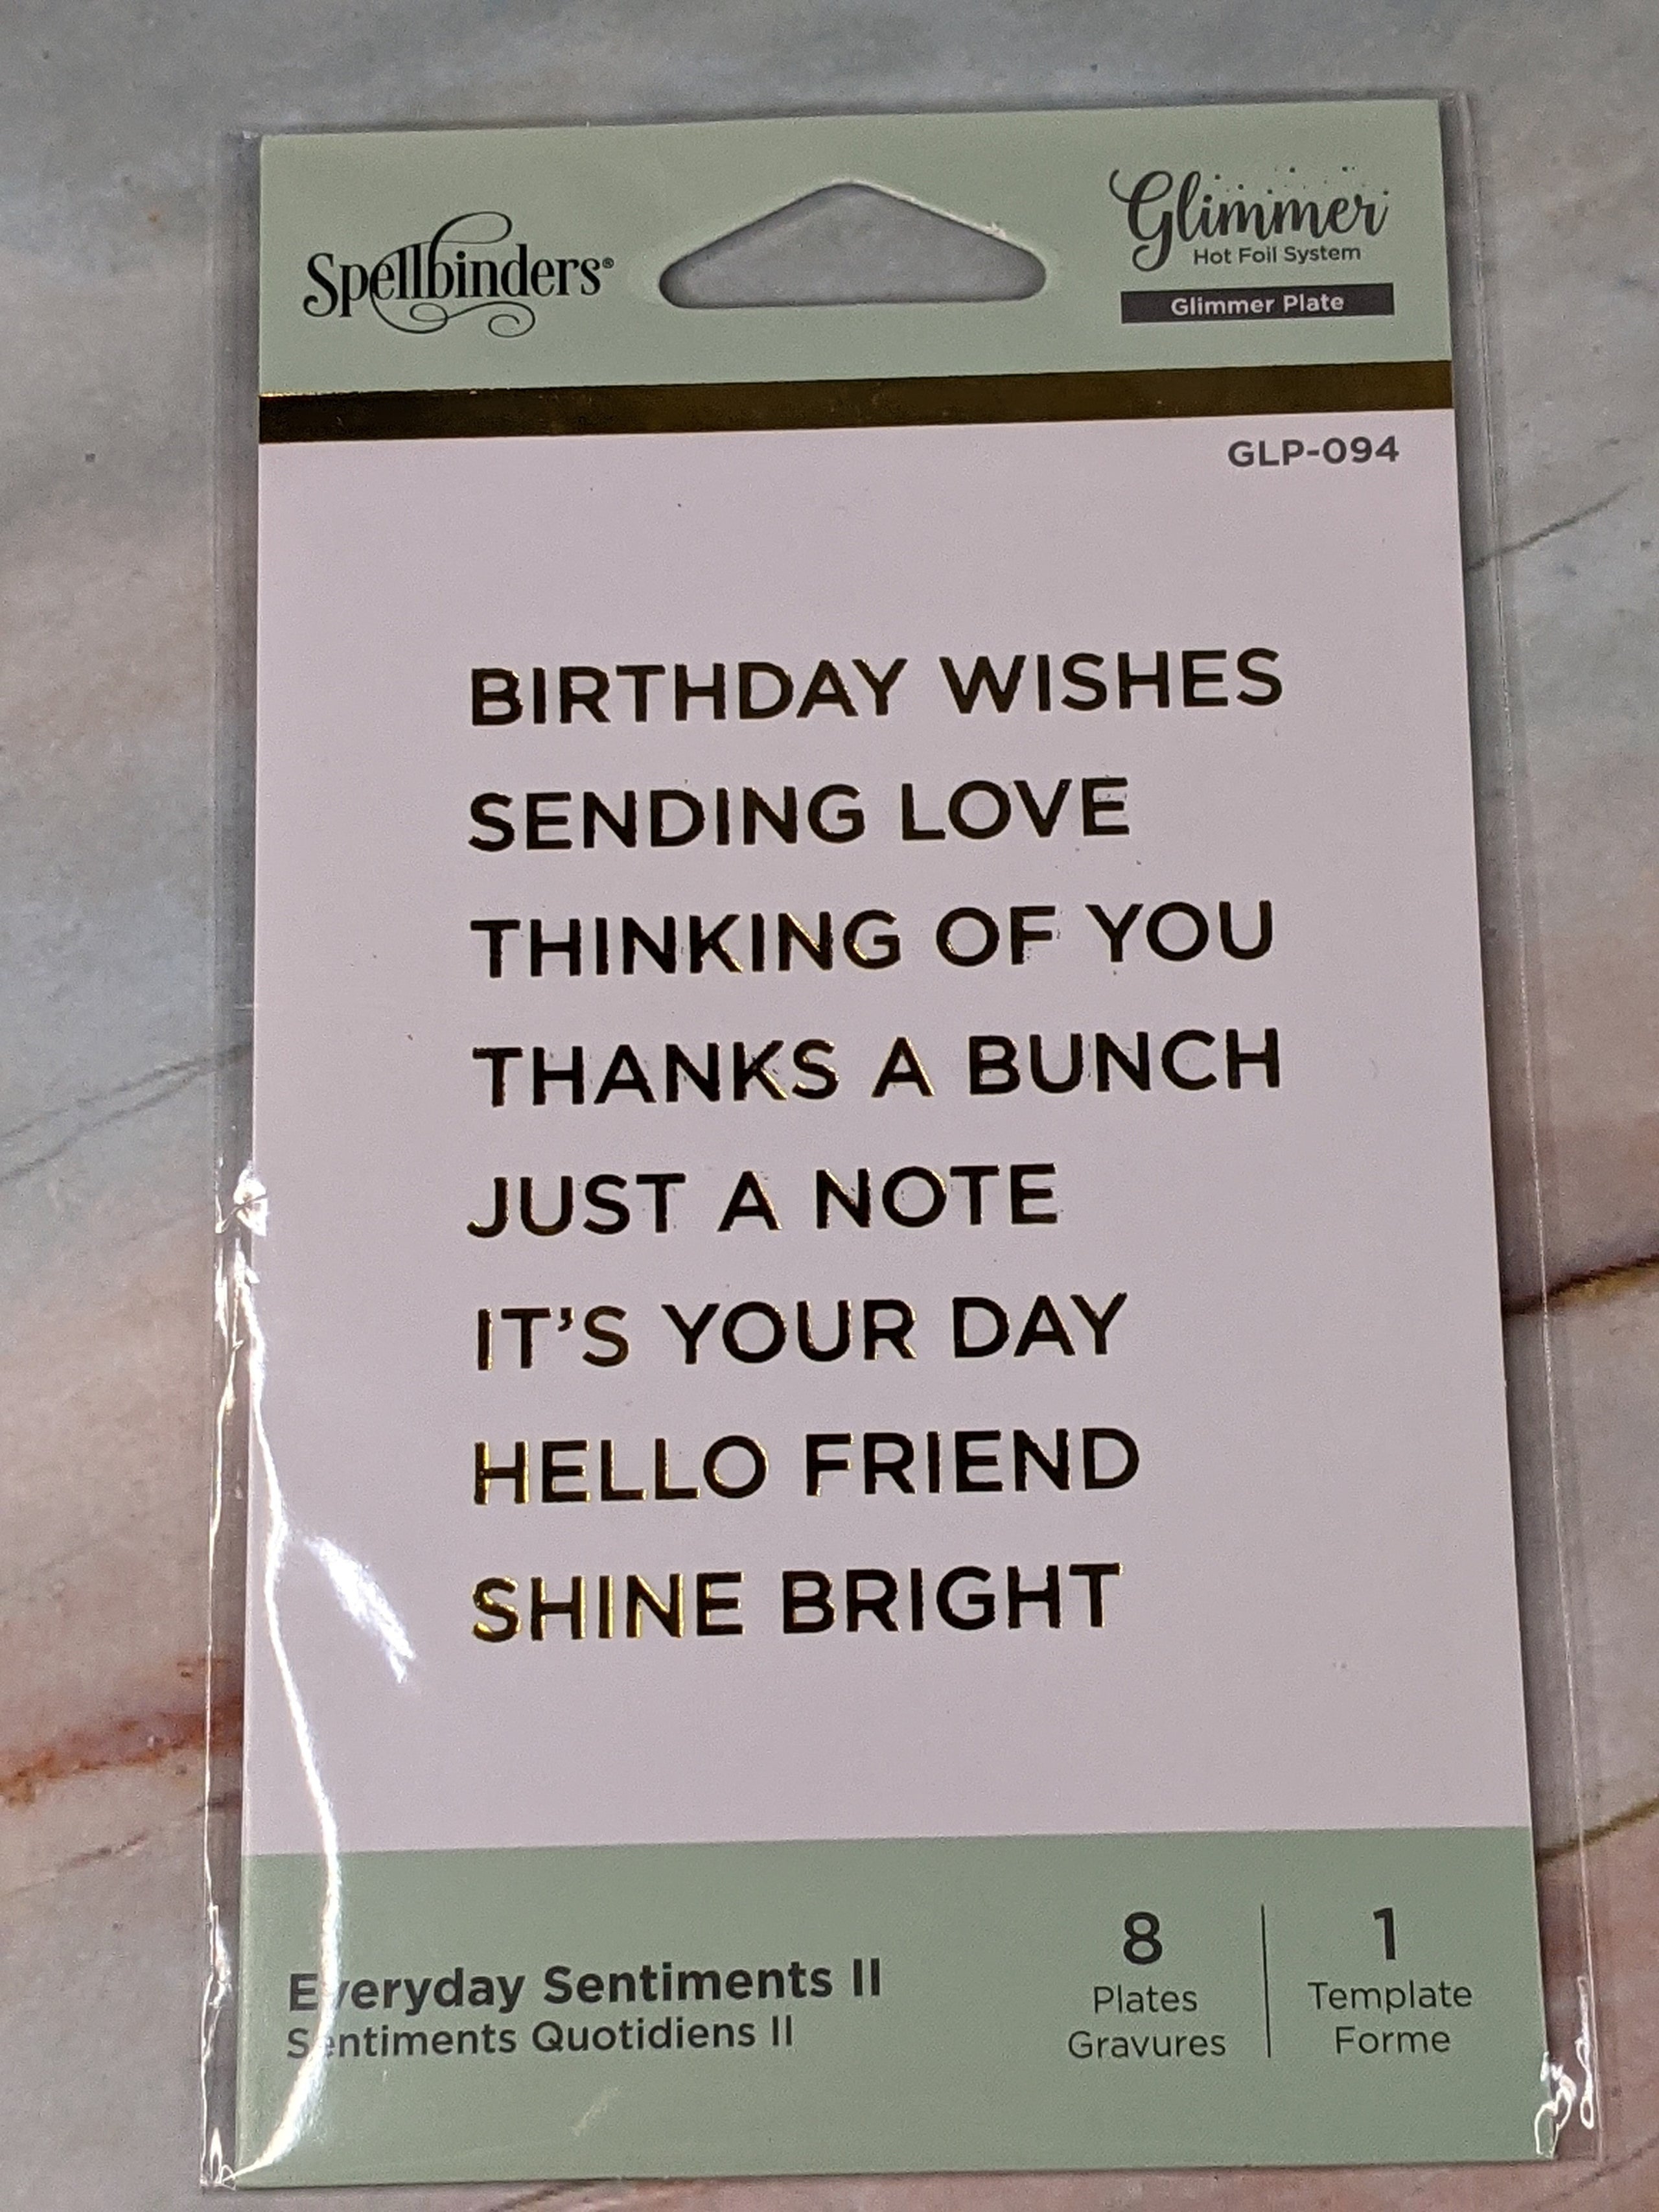 Spellbinders®
Glimmer
Hot Foil System
Glimmer Plate
GLP-094
BIRTHDAY WISHES
SENDING LOVE
THINKING OF YOU
THANKS A BUNCH
JUST A NOTE
IT'S YOUR DAY
HELLO FRIEND
SHINE BRIGHT
Everyday Sentiments II
Sentiments Quotidiens II
8
Plates
Gravures
1
Template
Forme